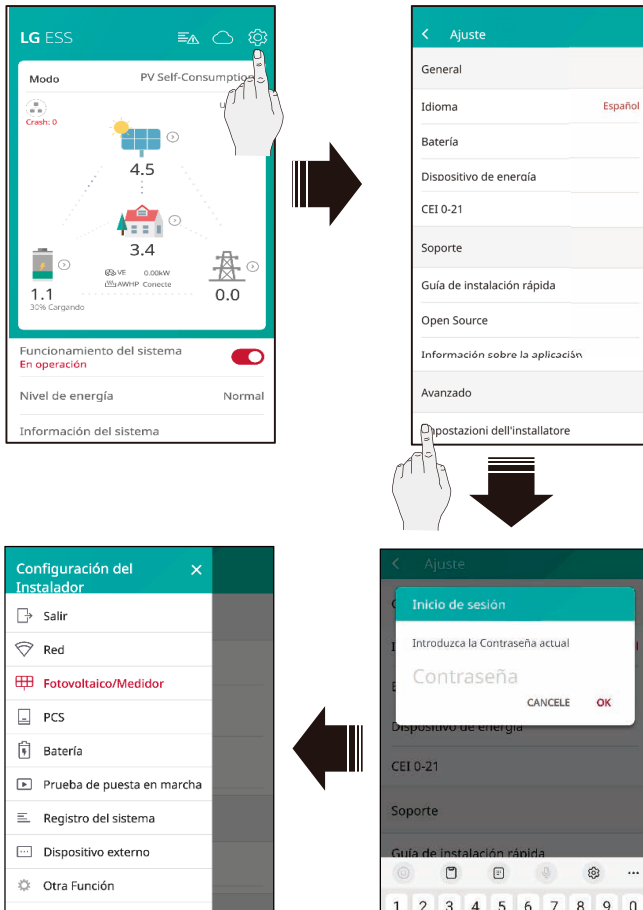 LG ESS
Modo
PV Self-Consumption
Crash: 0
4.5
3.4
VE 0.00kW
AWHP Conecte
1.1
30% Cargando
0.0
Funcionamiento del sistema
En operación
Nivel de energía
Normal
Información del sistema
Ajuste
General
Idioma
Español
Batería
Dispositivo de energía
CEI 0-21
Soporte
Guía de instalación rápida
Open Source
Información sobre la aplicación
Avanzado
Impostazioni dell'installatore
Ajuste
Inicio de sesión
Introduzca la Contraseña actual
Contraseña
CANCELE OK
Dispositivo de energía
CEI 0-21
Soporte
Guía de instalación rápida
1 2 3 4 5 6 7 8 9 0
Configuración del
Instalador
Salir
Red
Fotovoltaico/Medidor
PCS
Batería
Prueba de puesta en marcha
Registro del sistema
Dispositivo externo
Otra Función